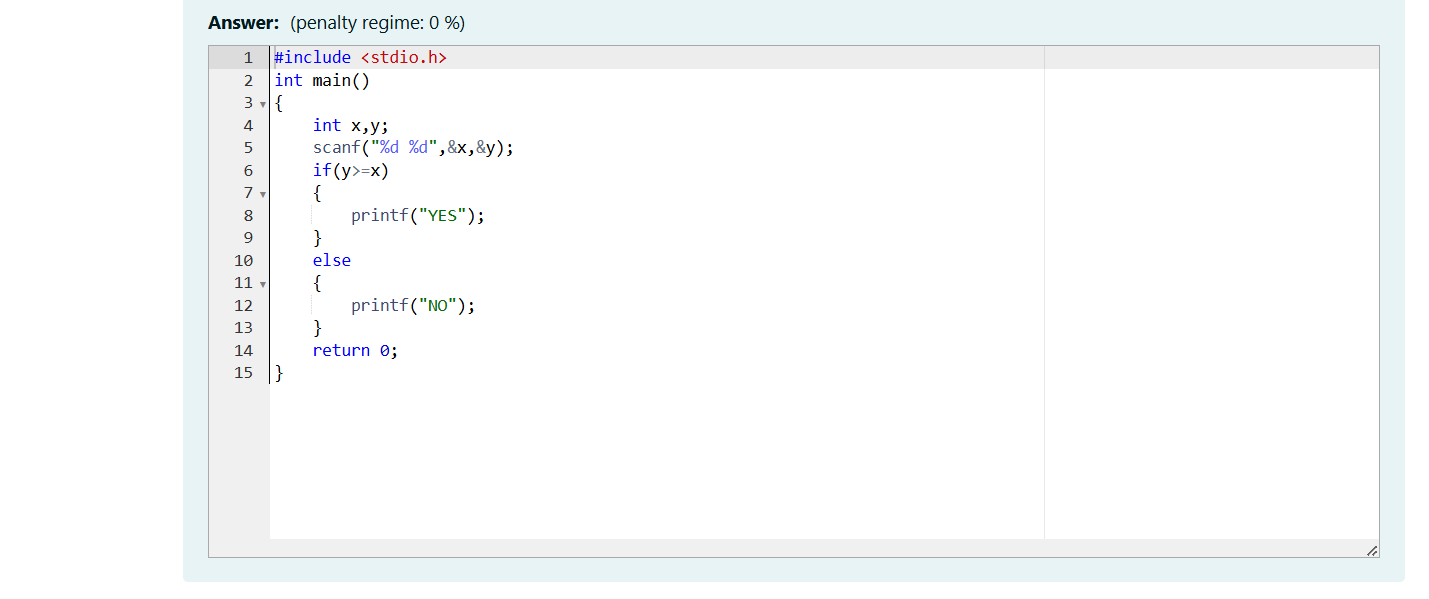 Answer: (penalty regime: 0 %)
1 #include <stdio.h>
2 int main()
3 {
4     int x,y;
5     scanf("%d %d",&x,&y);
6     if(y>=x)
7     {
8         printf("YES");
9     }
10     else
11     {
12         printf("NO");
13     }
14     return 0;
15 }